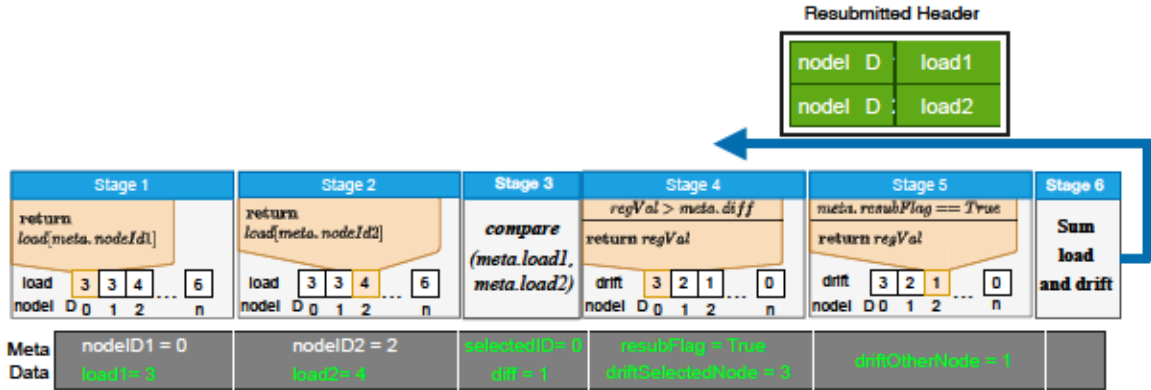 Resubmitted Header
nodeI D : load1
nodeI D : load2
Stage 1
Stage 2
Stage 3
Stage 4
Stage 5
Stage 6
return
load[meta.nodeId1]
load 3 3 4 ... 6
nodeI D 0 1 2 n
return
load[meta.nodeId2]
load 3 3 4 ... 6
nodeI D 0 1 2 n
compare
(meta.load1,
meta.load2)
regVal > meta.diff
return regVal
drift 3 2 1 ... 0
nodeI D 0 1 2 n
meta.resubFlag == True
return regVal
drift 3 2 1 ... 0
nodeI D 0 1 2 n
Sum
load
and drift
Meta
Data
nodeID1 = 0
load1= 3
nodeID2 = 2
load2= 4
selectedID= 0
diff = 1
resubFlag = True
driftSelectedNode = 3
driftOtherNode = 1